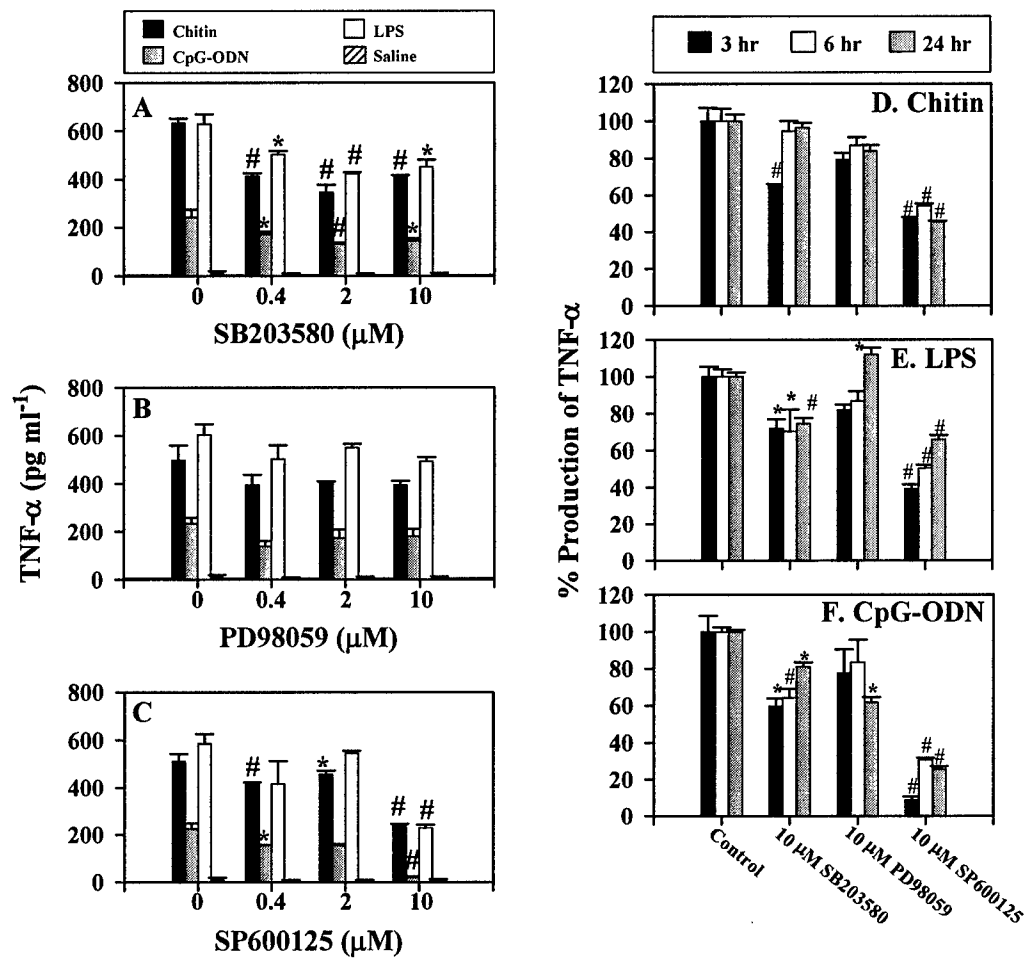 Chitin LPS
CpG-ODN Saline
A
800
600
400
200
0
# * # # # *
* # *
0 0.4 2 10
SB203580 (μM)
B
800
600
400
200
0
0 0.4 2 10
PD98059 (μM)
C
800
600
400
200
0
# * # #
* #
0 0.4 2 10
SP600125 (μM)
TNF-α (pg ml-1)
3 hr 6 hr 24 hr
D. Chitin
120
100
80
60
40
20
0
# # # #
E. LPS
120
100
80
60
40
20
0
* * # * # # #
F. CpG-ODN
120
100
80
60
40
20
0
* # * * # # #
Control
10 μM SB203580
10 μM PD98059
10 μM SP600125
% Production of TNF-α